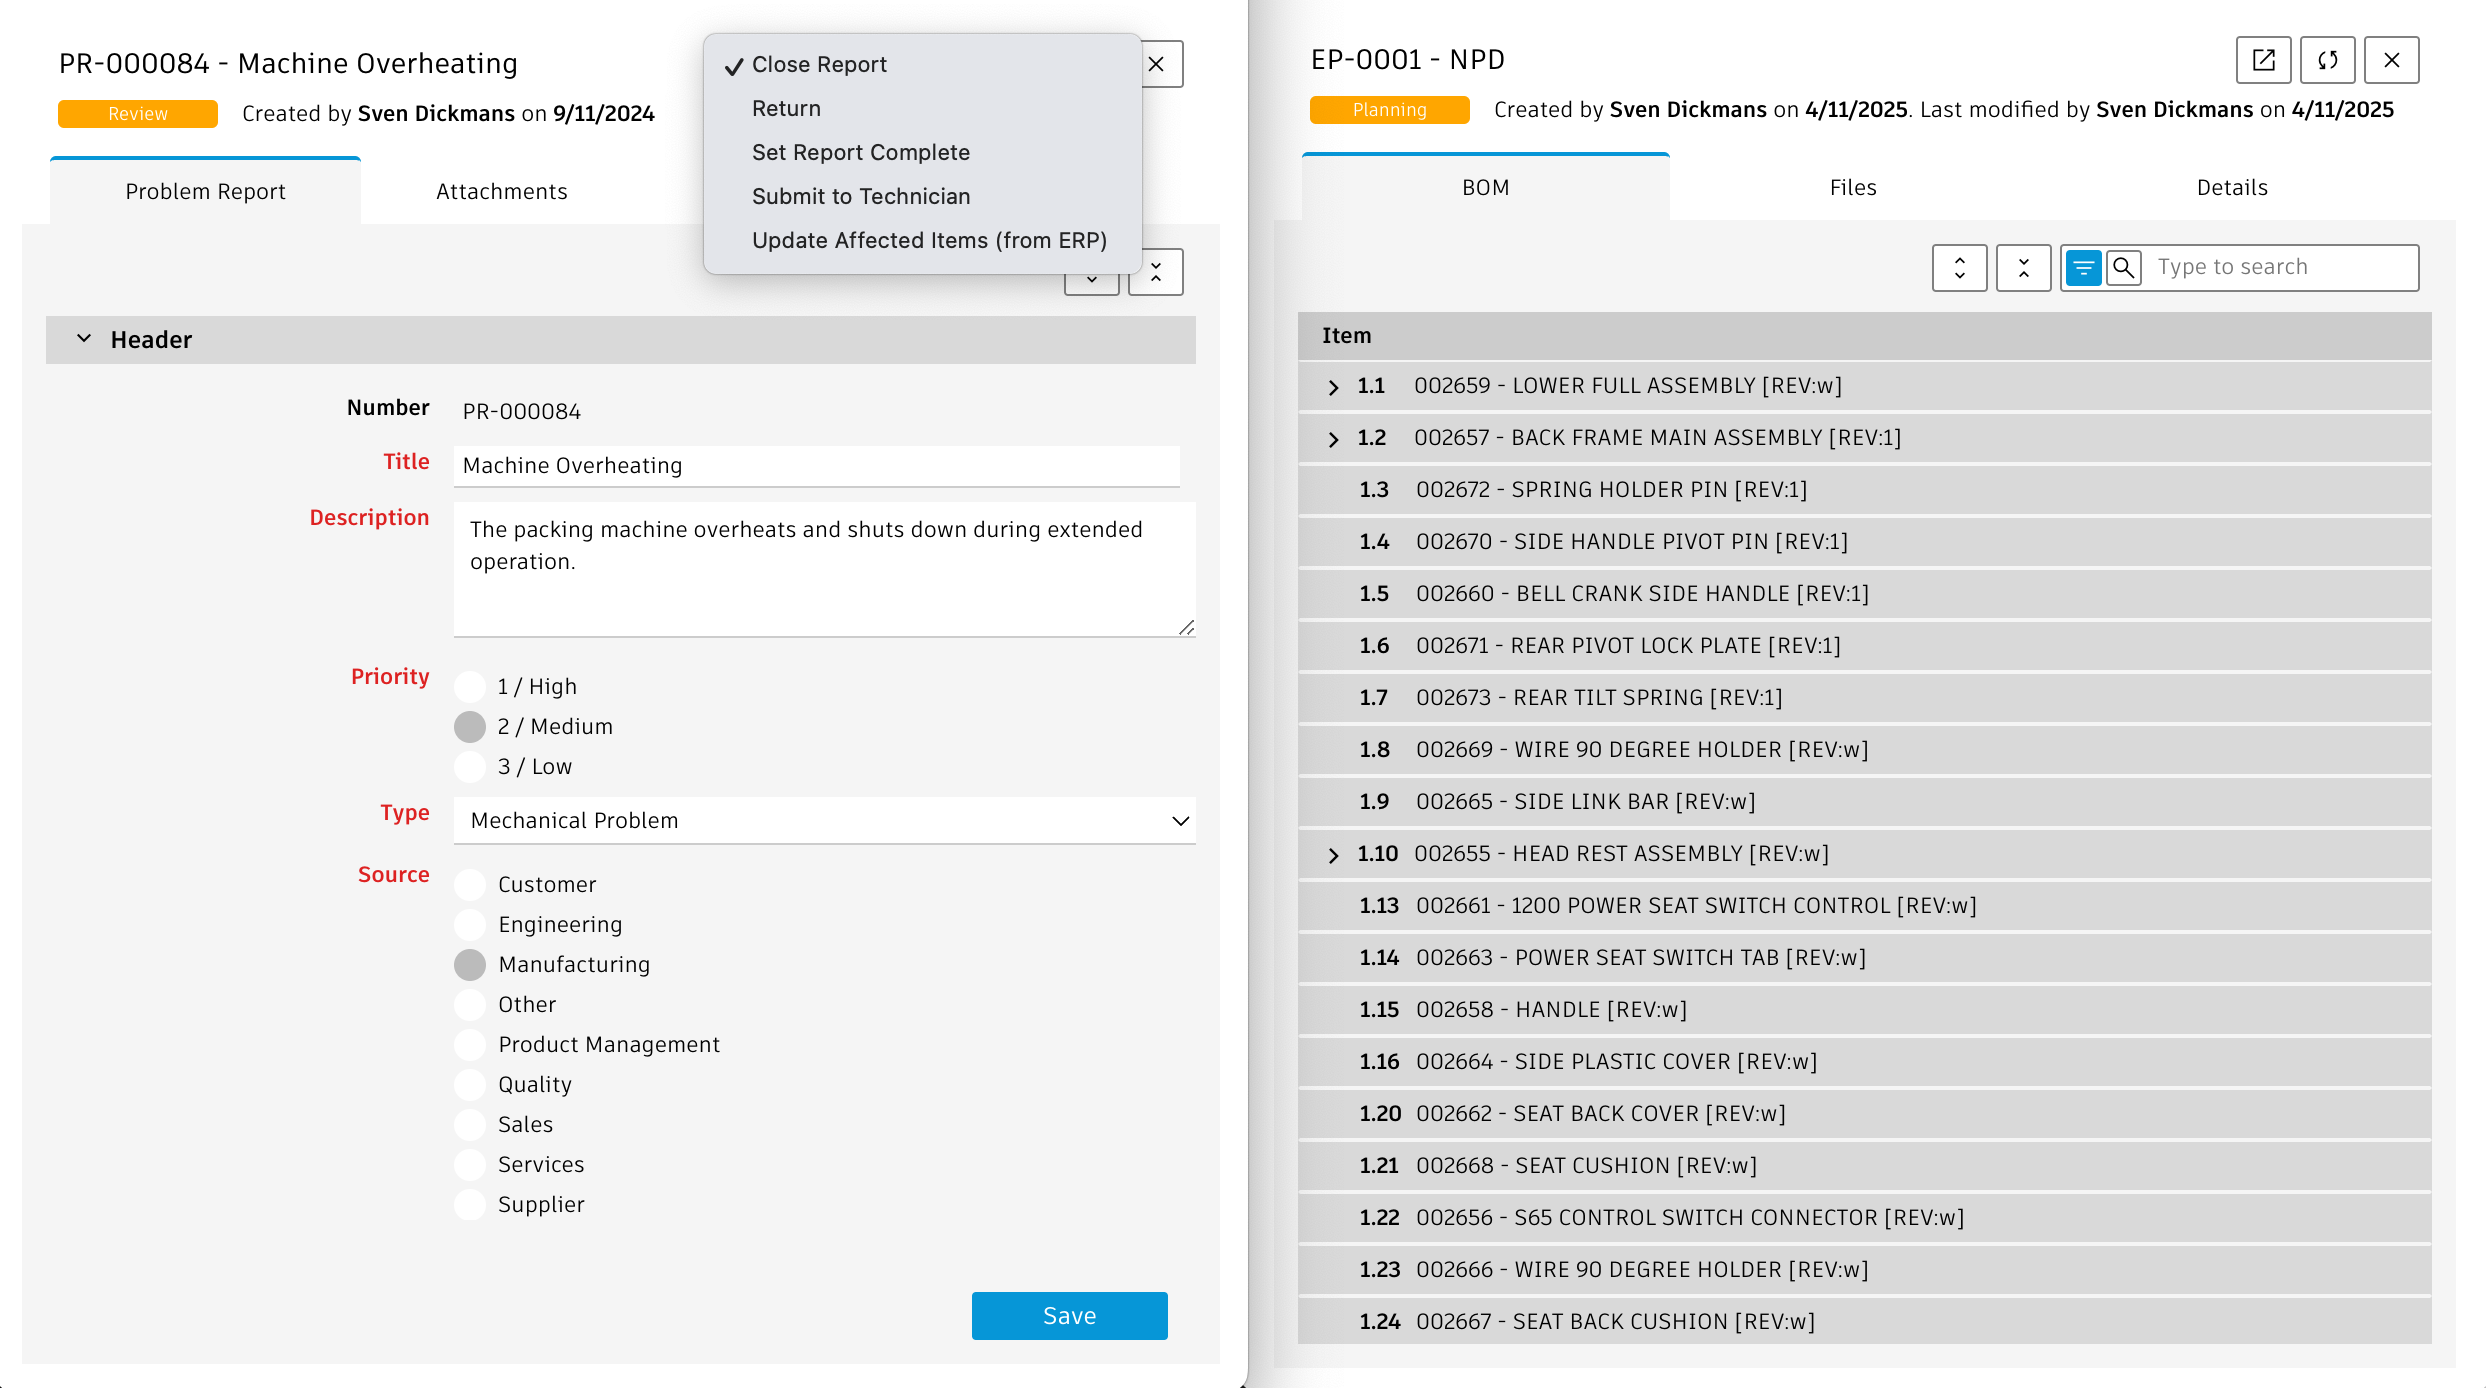 PR-000084 - Machine Overheating
Review
Created by Sven Dickmans on 9/11/2024
Close Report
Return
Set Report Complete
Submit to Technician
Update Affected Items (from ERP)
Problem Report
Attachments
Header
Number
PR-000084
Title
Machine Overheating
Description
The packing machine overheats and shuts down during extended
operation.
Priority
1 / High
2 / Medium
3 / Low
Type
Mechanical Problem
Source
Customer
Engineering
Manufacturing
Other
Product Management
Quality
Sales
Services
Supplier
Save
EP-0001 - NPD
Planning
Created by Sven Dickmans on 4/11/2025. Last modified by Sven Dickmans on 4/11/2025
BOM
Files
Details
Type to search
Item
1.1 002659 - LOWER FULL ASSEMBLY [REV:w]
1.2 002657 - BACK FRAME MAIN ASSEMBLY [REV:1]
1.3 002672 - SPRING HOLDER PIN [REV:1]
1.4 002670 - SIDE HANDLE PIVOT PIN [REV:1]
1.5 002660 - BELL CRANK SIDE HANDLE [REV:1]
1.6 002671 - REAR PIVOT LOCK PLATE [REV:1]
1.7 002673 - REAR TILT SPRING [REV:1]
1.8 002669 - WIRE 90 DEGREE HOLDER [REV:w]
1.9 002665 - SIDE LINK BAR [REV:w]
1.10 002655 - HEAD REST ASSEMBLY [REV:w]
1.13 002661 - 1200 POWER SEAT SWITCH CONTROL [REV:w]
1.14 002663 - POWER SEAT SWITCH TAB [REV:w]
1.15 002658 - HANDLE [REV:w]
1.16 002664 - SIDE PLASTIC COVER [REV:w]
1.20 002662 - SEAT BACK COVER [REV:w]
1.21 002668 - SEAT CUSHION [REV:w]
1.22 002656 - S65 CONTROL SWITCH CONNECTOR [REV:w]
1.23 002666 - WIRE 90 DEGREE HOLDER [REV:w]
1.24 002667 - SEAT BACK CUSHION [REV:w]